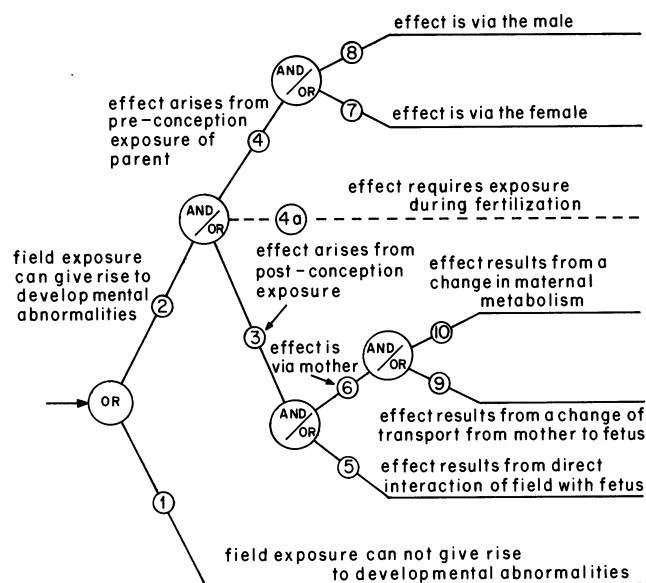 effect is via the male
8
AND
OR
effect arises from
pre-conception
exposure of
parent
7
effect is via the female
4
effect requires exposure
during fertilization
AND
OR
4a
field exposure
can give rise to
developmental
abnormalities
effect arises from
post-conception
exposure
effect results from a
change in maternal
metabolism
2
3
10
effect is
via mother
AND
OR
6
9
OR
AND
OR
effect results from a change of
transport from mother to fetus
5
effect results from direct
interaction of field with fetus
1
field exposure can not give rise
to developmental abnormalities